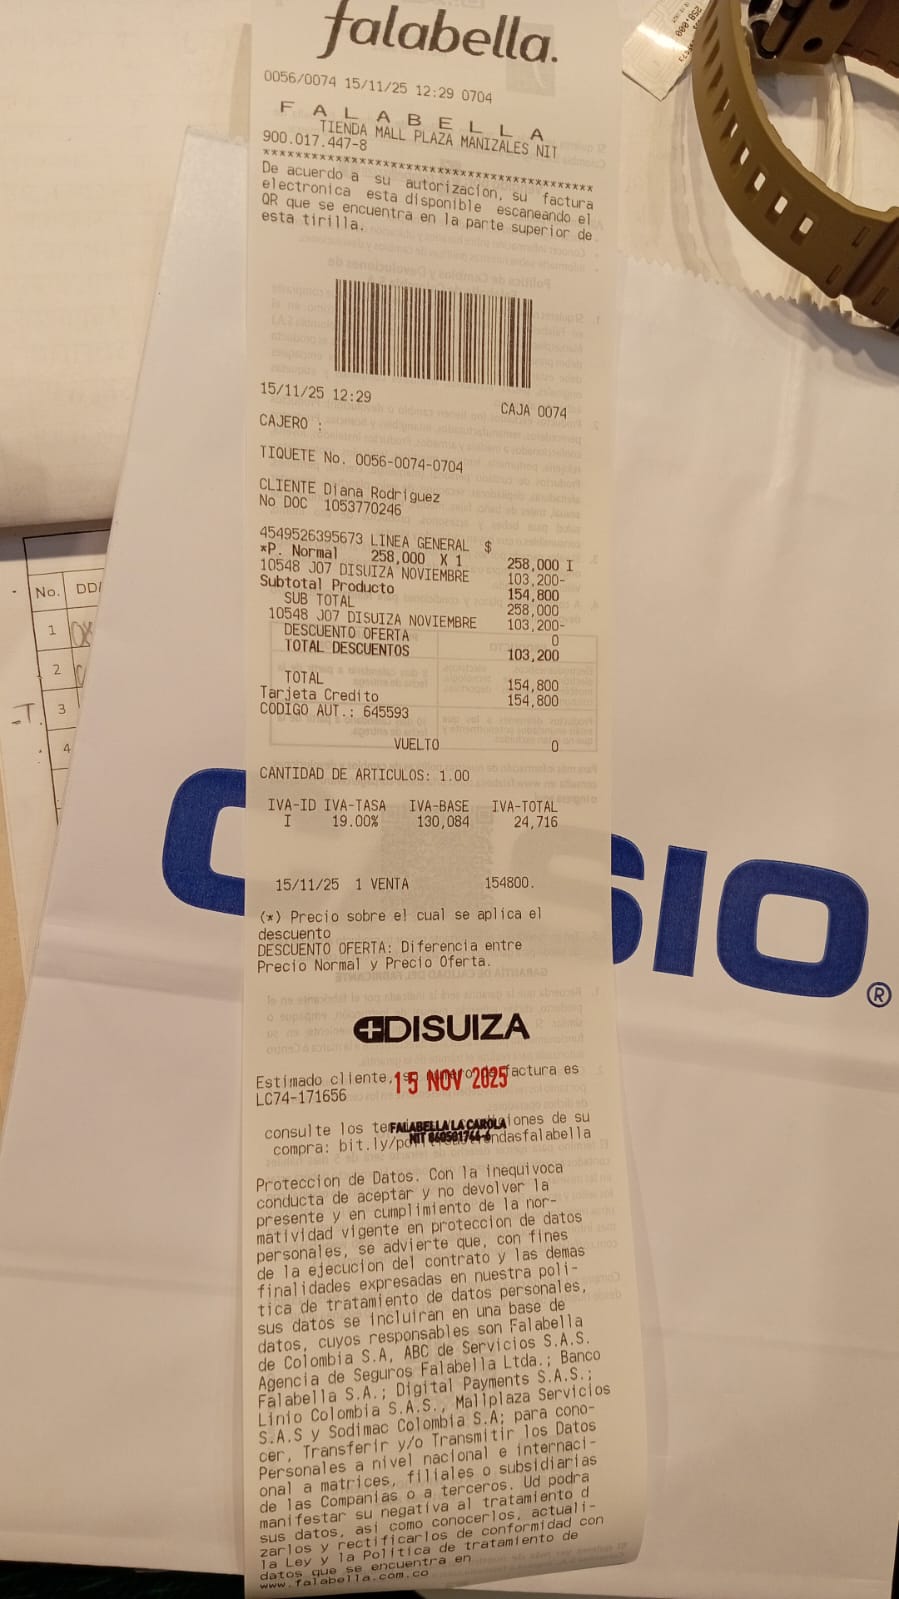 falabella.
0056/0074 15/11/25 12:29 0704
F A L A B E L L A
TIENDA MALL PLAZA MANIZALES NIT
900.017.447-8
******************************************
De acuerdo a su autorizacion, su factura
electronica esta disponible escaneando el
QR que se encuentra en la parte superior de
esta tirilla.
15/11/25 12:29
CAJA 0074
CAJERO :
TIQUETE No. 0056-0074-0704
CLIENTE Diana Rodriguez
No DOC 1053770246
4549526395673 LINEA GENERAL $
*P. Normal 258,000 X 1 258,000 I
10548 J07 DISUIZA NOVIEMBRE 103,200-
Subtotal Producto 154,800
SUB TOTAL 258,000
10548 J07 DISUIZA NOVIEMBRE 103,200-
DESCUENTO OFERTA 0
TOTAL DESCUENTOS 103,200
TOTAL 154,800
Tarjeta Credito 154,800
CODIGO AUT.: 645593
VUELTO 0
CANTIDAD DE ARTICULOS: 1.00
IVA-ID IVA-TASA IVA-BASE IVA-TOTAL
I 19.00% 130,084 24,716
15/11/25 1 VENTA 154800.
(*) Precio sobre el cual se aplica el
descuento
DESCUENTO OFERTA: Diferencia entre
Precio Normal y Precio Oferta.
DISUIZA
Estimado cliente, factura es
15 NOV 2025
LC74-171656
consulte los iones de su
FALABELLA LA CAROLA
compra: bit.ly/po ndasfalabella
NIT
Proteccion de Datos. Con la inequivoca
conducta de aceptar y no devolver la
presente y en cumplimiento de la nor-
matividad vigente en proteccion de datos
personales, se advierte que, con fines
de la ejecucion del contrato y las demas
finalidades expresadas en nuestra poli-
tica de tratamiento de datos personales,
sus datos se incluiran en una base de
datos, cuyos responsables son Falabella
de Colombia S.A, ABC de Servicios S.A.S.
Agencia de Seguros Falabella Ltda.; Banco
Falabella S.A.; Digital Payments S.A.S.;
Linio Colombia S.A.S., Mallplaza Servicios
S.A.S y Sodimac Colombia S.A; para cono-
cer, Transferir y/o Transmitir los Datos
Personales a nivel nacional e internaci-
onal a matrices, filiales o subsidiarias
de las Companias o a terceros. Ud podra
manifestar su negativa al tratamiento d
sus datos, asi como conocerlos, actuali-
zarlos y rectificarlos de conformidad con
la Ley y la Politica de tratamiento de
datos que se encuentra en
www.falabella.com.co
No. DD/
1
2
3
4
SIO®